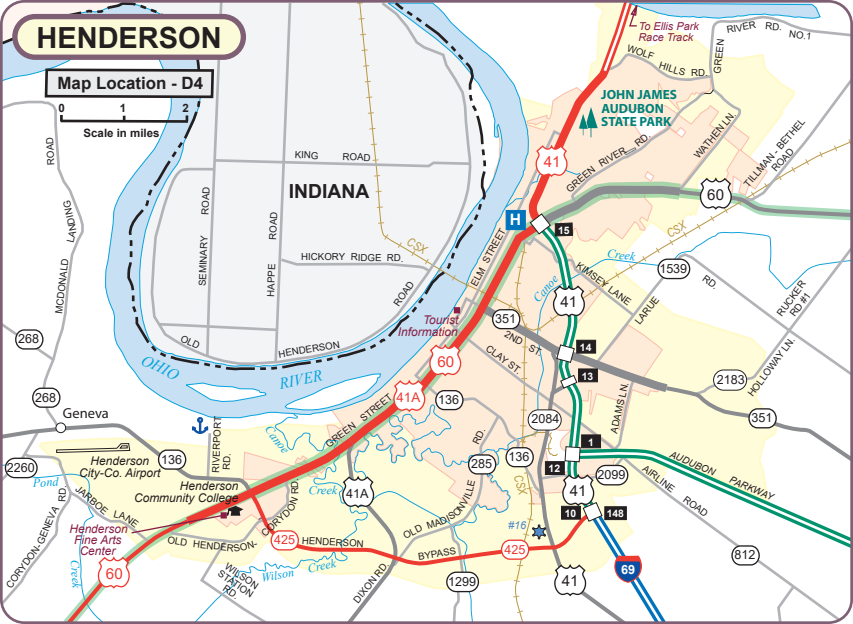 HENDERSON
Map Location - D4
0 1 2
Scale in miles
To Ellis Park
Race Track
RIVER RD. NO.1
GREEN
WOLF HILLS RD.
JOHN JAMES
AUDUBON
STATE PARK
WATHEN LN.
TILLMAN - BETHEL
ROAD
GREEN RIVER RD.
41
60
KING ROAD
INDIANA
SEMINARY ROAD
HAPPE ROAD
HICKORY RIDGE RD.
OLD HENDERSON ROAD
MCDONALD LANDING ROAD
CSX
CSX
H
15
ELM STREET
Canoe Creek
KIMSEY LANE
1539
LARUE RD.
RUCKER
RD #1
41
351
2ND ST.
CLAY ST.
Tourist
Information
14
13
2183
HOLLOWAY LN.
351
268
268
OHIO RIVER
60
41A
136
GREEN STREET
2084
ADAMS LN.
Geneva
RIVERPORT
RD.
Canoe
Creek
Henderson
City-Co. Airport
136
2260
Pond
Creek
JARBOE LANE
CORYDON-GENEVA RD
Henderson
Community College
Henderson
Fine Arts
Center
OLD HENDERSON-CORYDON RD.
41A
285
136
OLD MADISONVILLE RD.
CSX
1
12
AUDUBON PARKWAY
2099
AIRLINE ROAD
41
10
148
#16
425
HENDERSON BYPASS
425
60
WILSON
STATION
RD.
Wilson Creek
DIXON RD.
1299
41
69
812